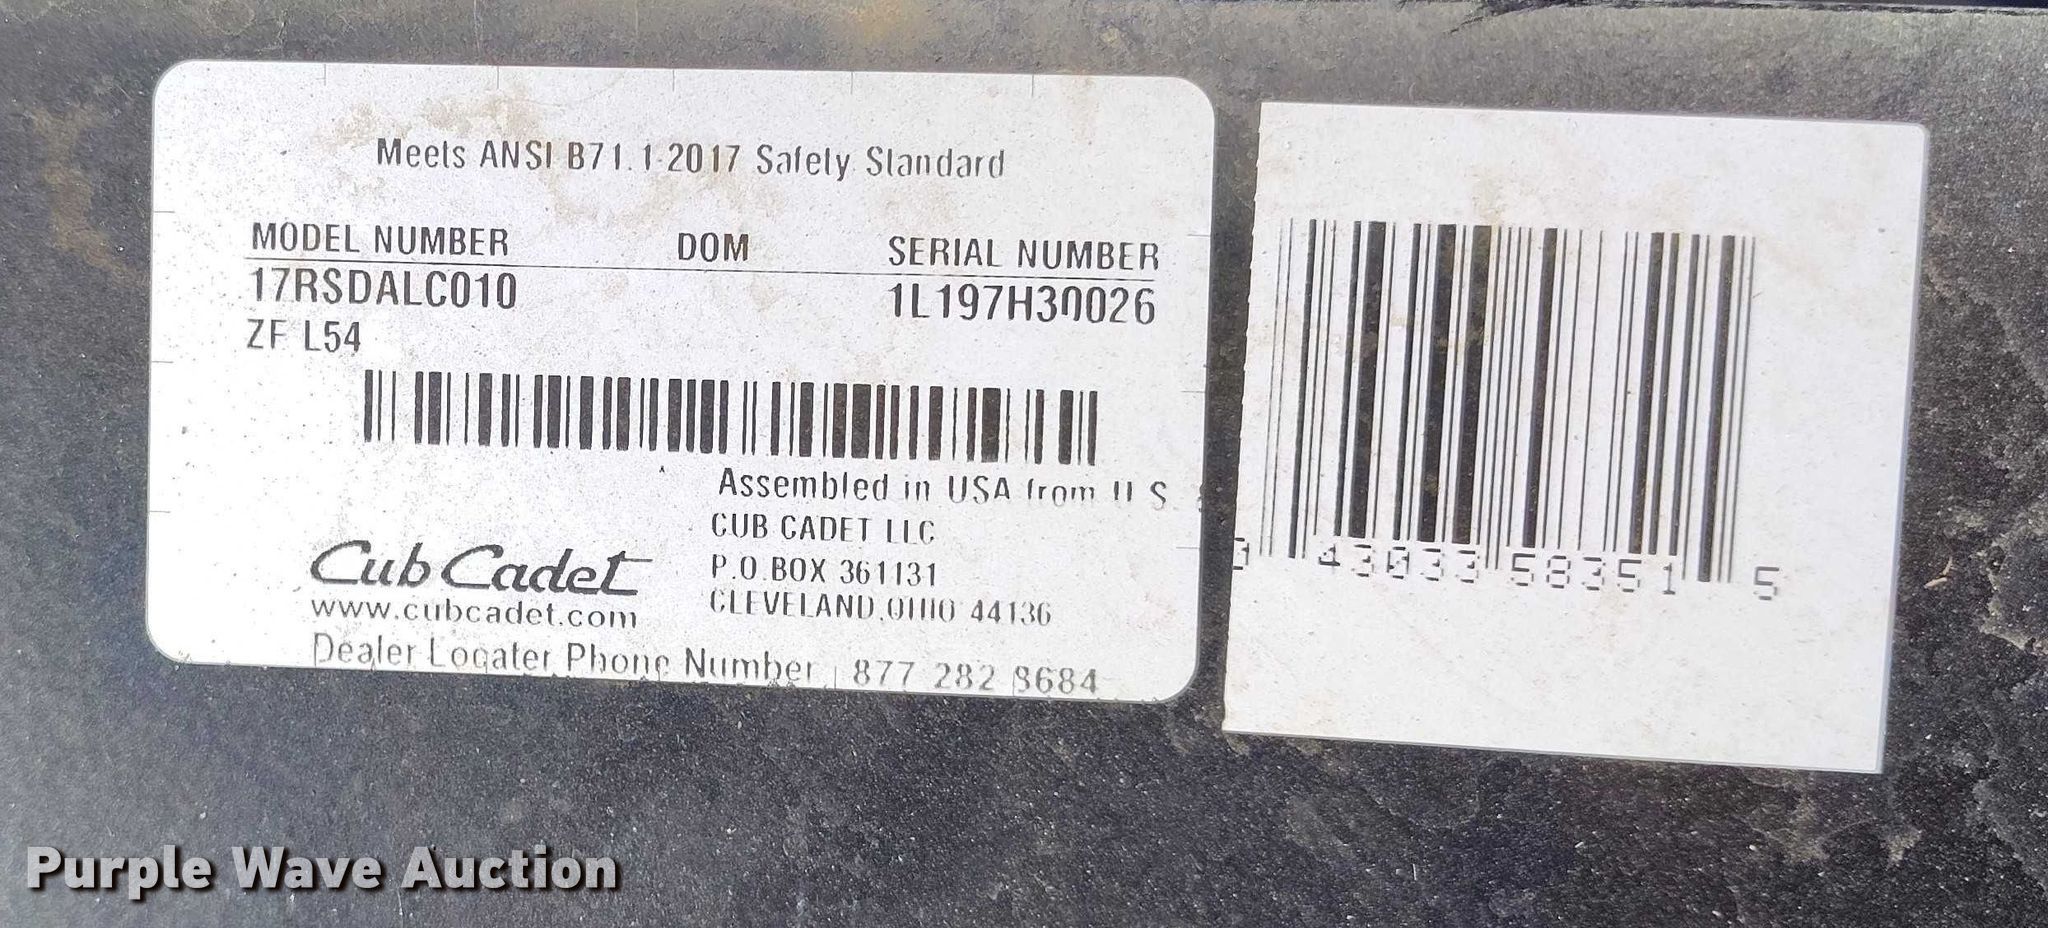 Meets ANSI B71.1-2017 Safety Standard
MODEL NUMBER DOM SERIAL NUMBER
17RSDALC010 1L197H30026
ZF L54
Assembled in USA from U S
CUB CADET LLC
P.O.BOX 361131
CLEVELAND,OHIO 44136
Cub Cadet
www.cubcadet.com
Dealer Locater Phone Number 877 282 8684
0 43033 58351 5
Purple Wave Auction